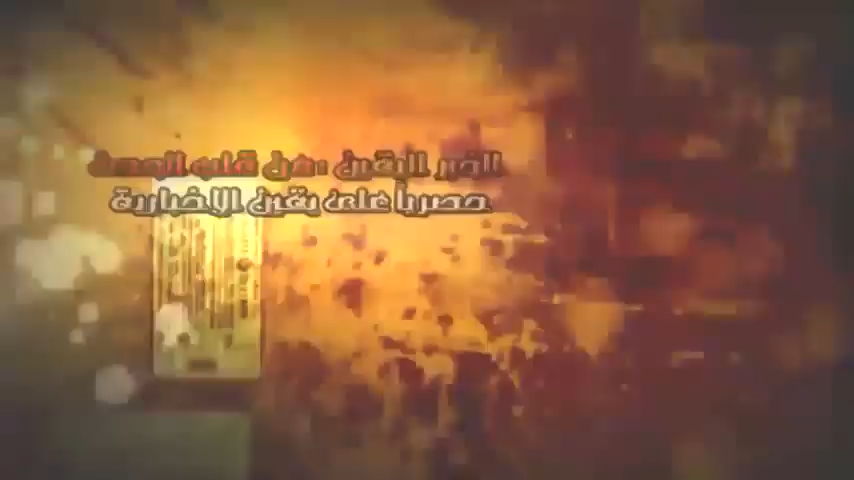 الخبر اليقين .. من قلب الحدث
حصرياً على يقين الإخبارية